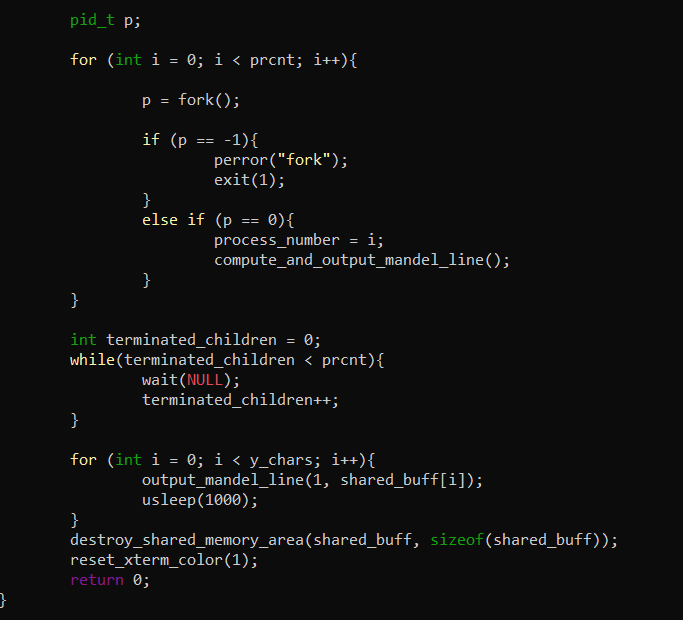 pid_t p;
for (int i = 0; i < prcnt; i++){
p = fork();
if (p == -1){
perror("fork");
exit(1);
}
else if (p == 0){
process_number = i;
compute_and_output_mandel_line();
}
}
int terminated_children = 0;
while(terminated_children < prcnt){
wait(NULL);
terminated_children++;
}
for (int i = 0; i < y_chars; i++){
output_mandel_line(1, shared_buff[i]);
usleep(1000);
}
destroy_shared_memory_area(shared_buff, sizeof(shared_buff));
reset_xterm_color(1);
return 0;
}